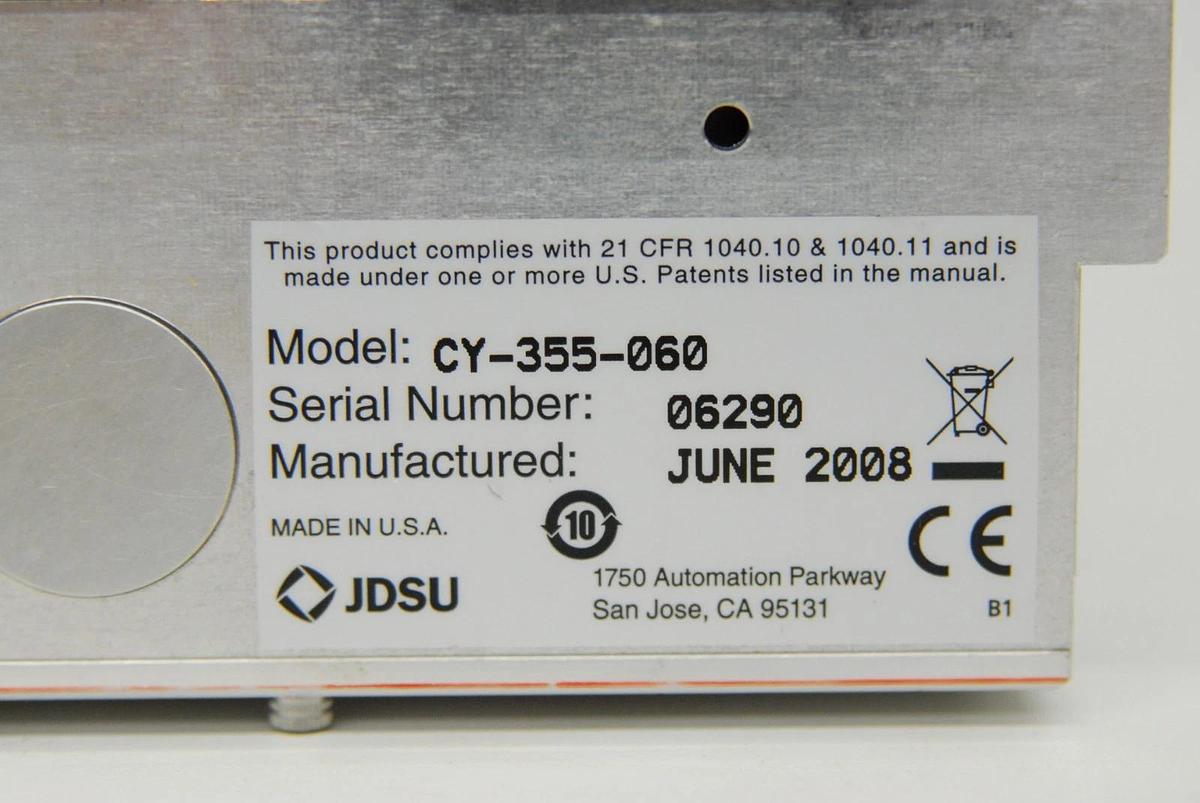 This product complies with 21 CFR 1040.10 & 1040.11 and is
made under one or more U.S. Patents listed in the manual.
Model: CY-355-060
Serial Number: 06290
Manufactured: JUNE 2008
MADE IN U.S.A.
10
CE
JDSU
1750 Automation Parkway
San Jose, CA 95131
B1